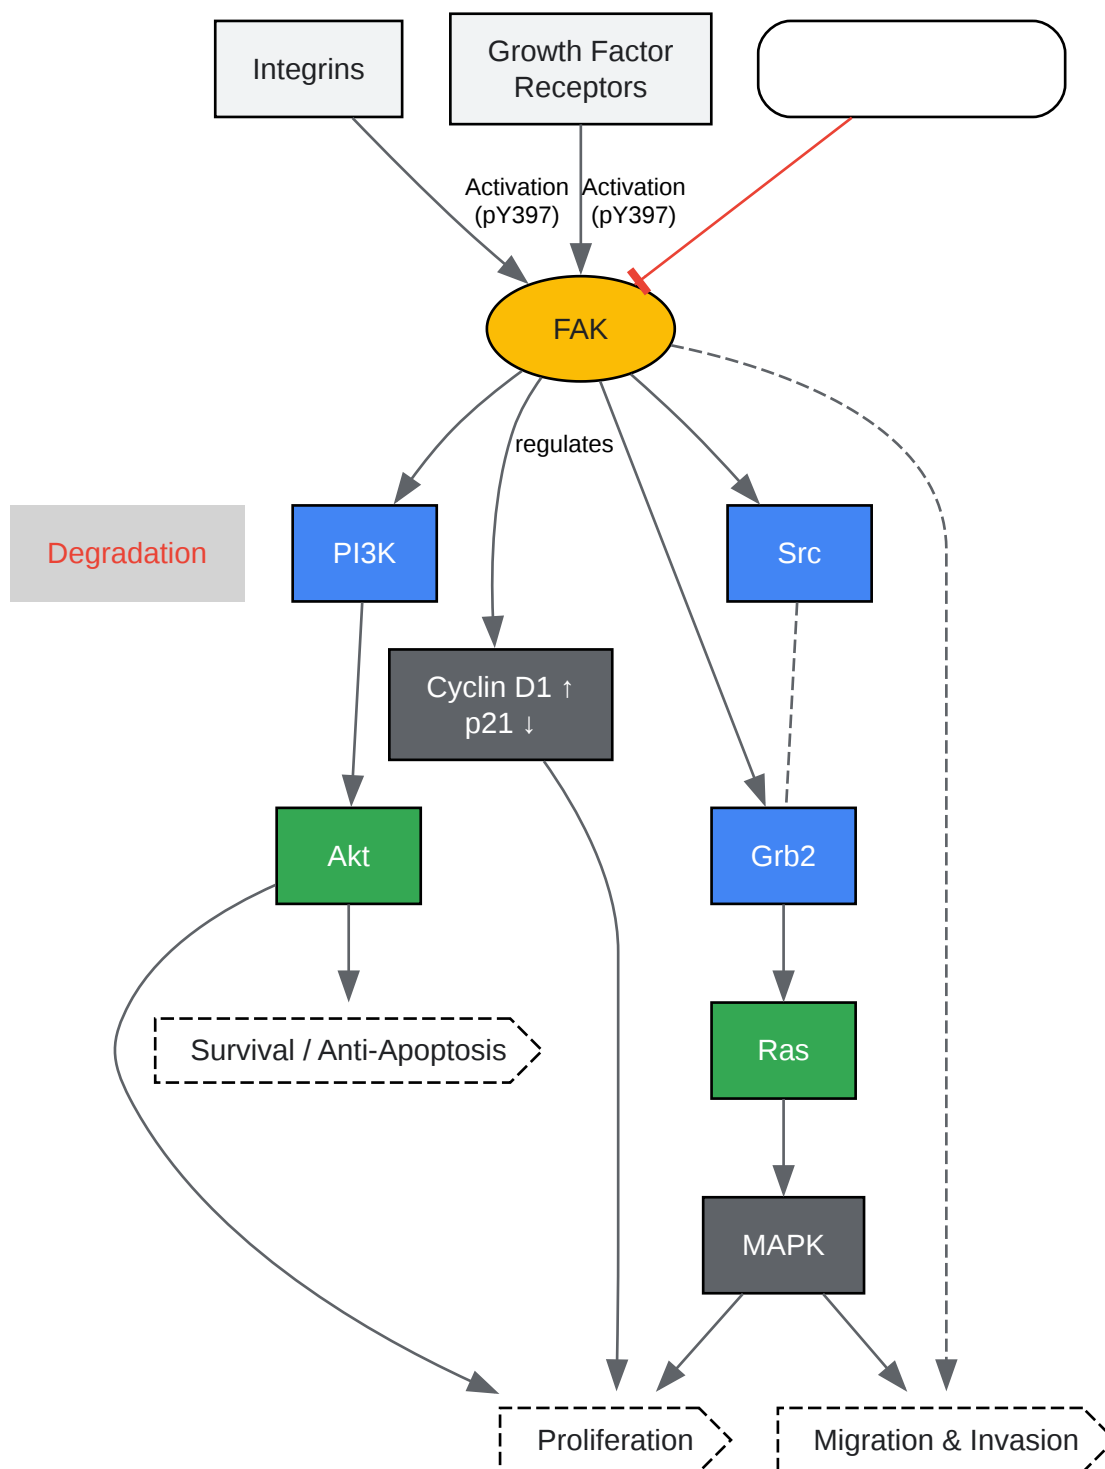 Integrins
Growth Factor
Receptors
Activation
(pY397)
Activation
(pY397)
FAK
regulates
Degradation
PI3K
Src
Cyclin D1 ↑
p21 ↓
Akt
Grb2
Survival / Anti-Apoptosis
Ras
MAPK
Proliferation
Migration & Invasion